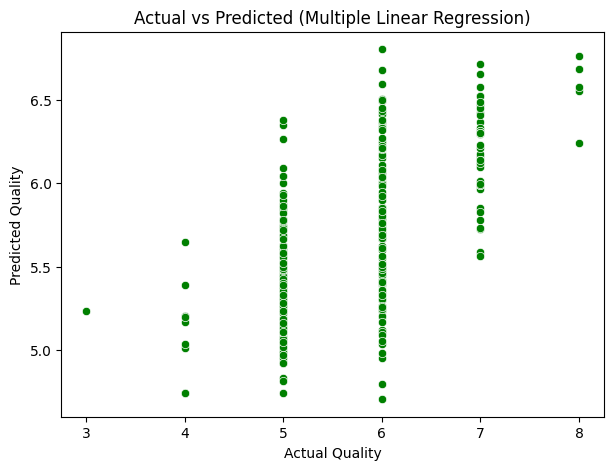 Actual vs Predicted (Multiple Linear Regression)
6.5
6.0
5.5
5.0
Predicted Quality
3 4 5 6 7 8
Actual Quality